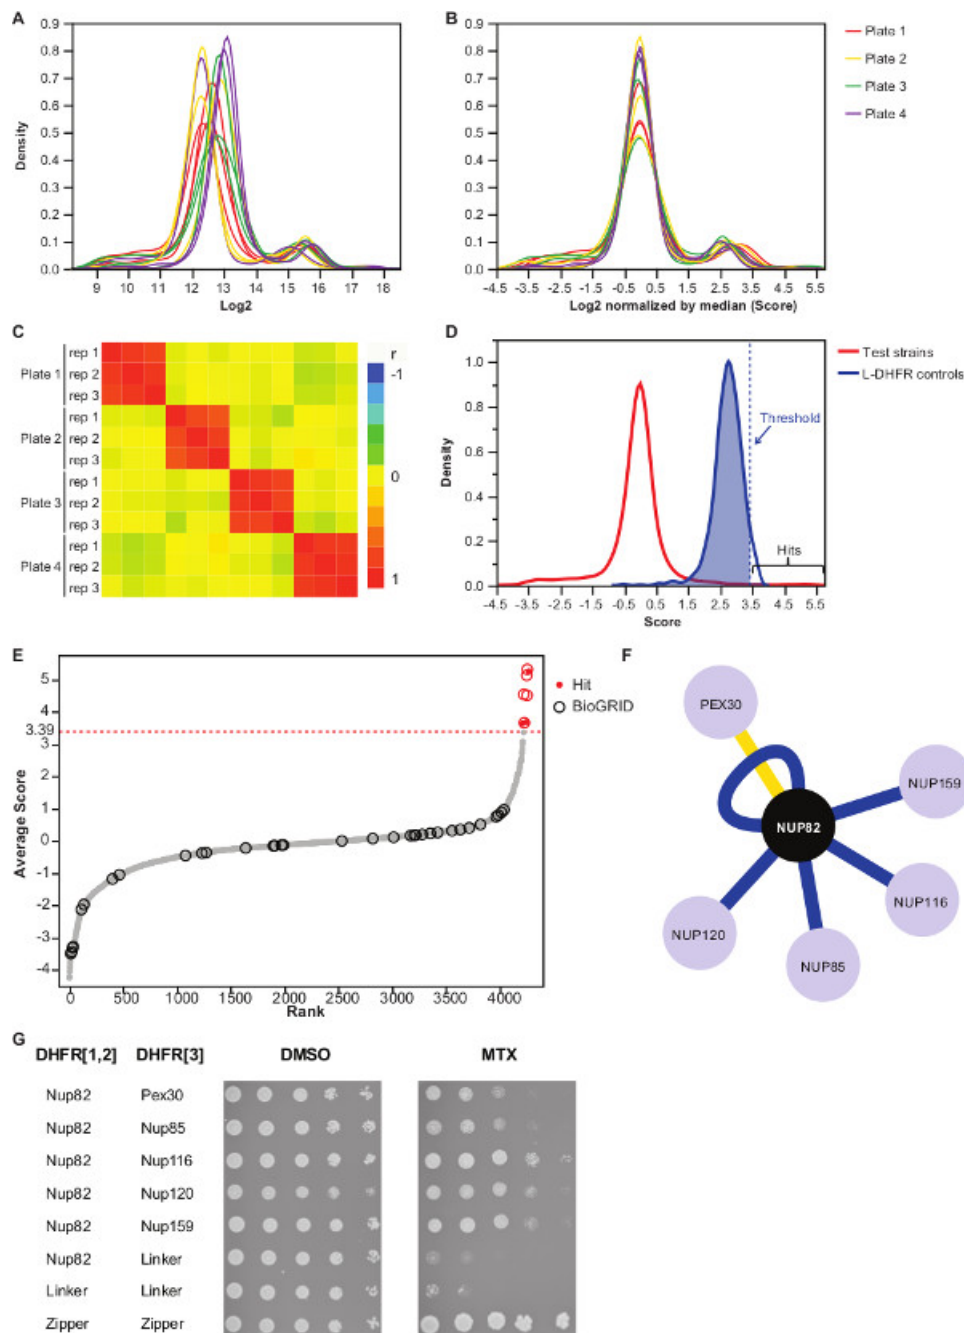 A
0.9
0.8
0.7
0.6
0.5
0.4
0.3
0.2
0.1
0.0
Density
9 10 11 12 13 14 15 16 17 18
Log2
B
0.9
0.8
0.7
0.6
0.5
0.4
0.3
0.2
0.1
0.0
-4.5 -3.5 -2.5 -1.5 -0.5 0.5 1.5 2.5 3.5 4.5 5.5
Log2 normalized by median (Score)
Plate 1
Plate 2
Plate 3
Plate 4
C
Plate 1
rep 1
rep 2
rep 3
Plate 2
rep 1
rep 2
rep 3
Plate 3
rep 1
rep 2
rep 3
Plate 4
rep 1
rep 2
rep 3
r
-1
0
1
D
1.0
0.8
0.6
0.4
0.2
0.0
Density
Threshold
Hits
-4.5 -3.5 -2.5 -1.5 -0.5 0.5 1.5 2.5 3.5 4.5 5.5
Score
Test strains
L-DHFR controls
E
5
4
3.39
3
2
1
0
-1
-2
-3
-4
Average Score
0 500 1000 1500 2000 2500 3000 3500 4000
Rank
Hit
BioGRID
F
PEX30
NUP159
NUP82
NUP116
NUP120
NUP85
G
DHFR[1,2] DHFR[3] DMSO MTX
Nup82 Pex30
Nup82 Nup85
Nup82 Nup116
Nup82 Nup120
Nup82 Nup159
Nup82 Linker
Linker Linker
Zipper Zipper